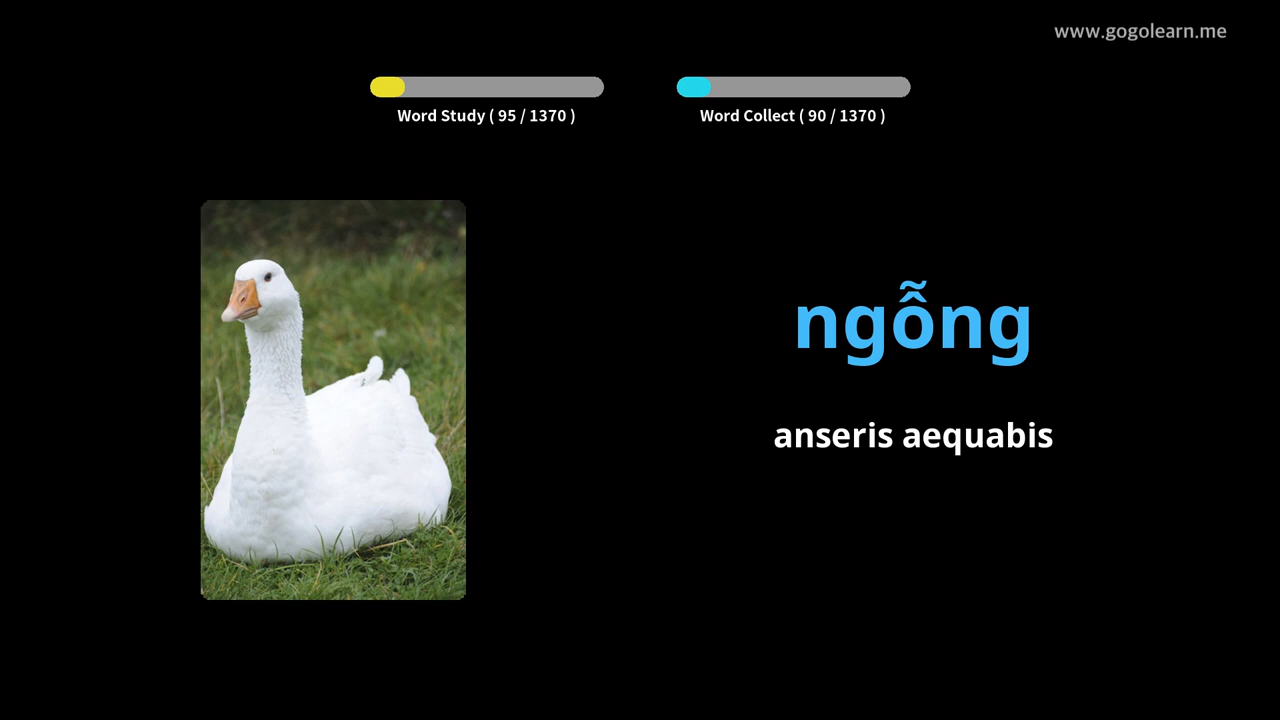 www.gogolearn.me
Word Study ( 95 / 1370 )
Word Collect ( 90 / 1370 )
ngỗng
anseris aequabis